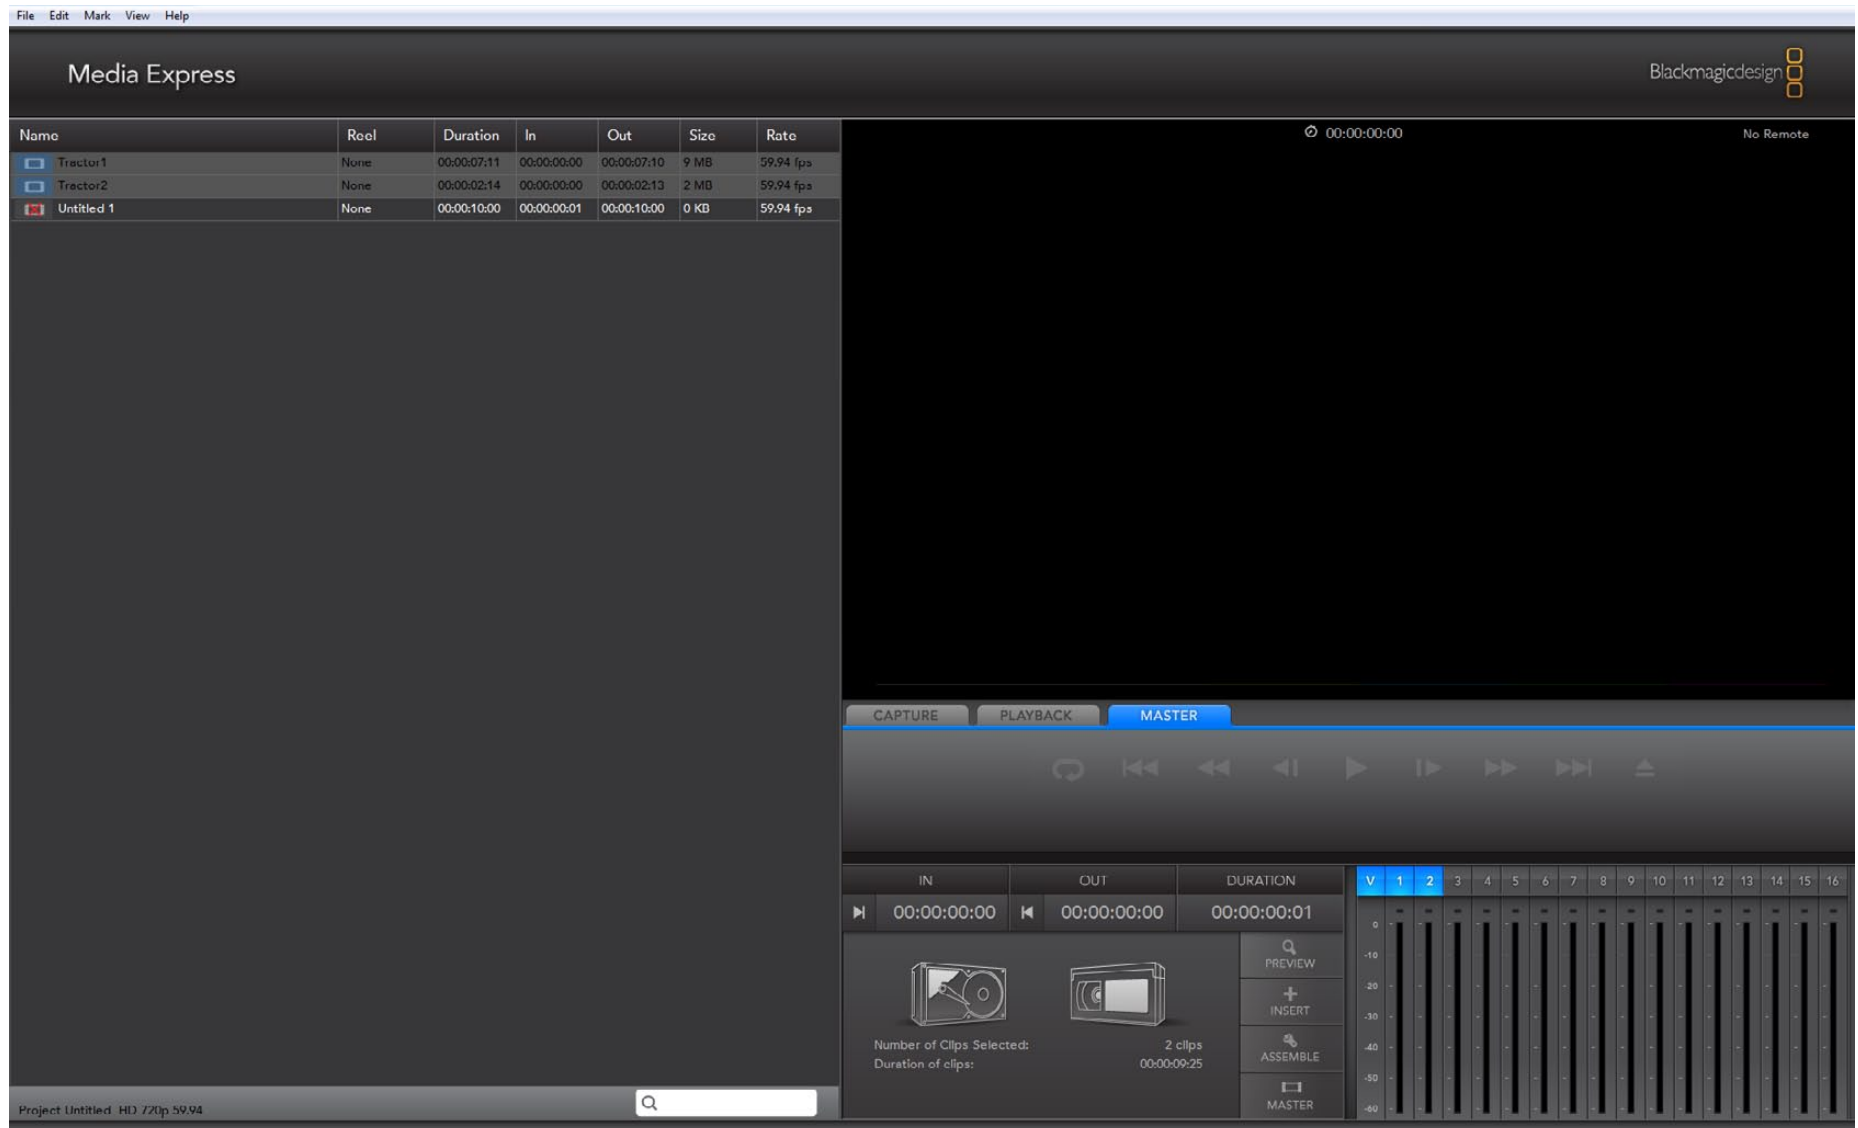 File Edit Mark View Help
Media Express
Blackmagicdesign
Name Reel Duration In Out Size Rate
Tractor1 None 00:00:07:11 00:00:00:00 00:00:07:10 9 MB 59.94 fps
Tractor2 None 00:00:02:14 00:00:00:00 00:00:02:13 2 MB 59.94 fps
Untitled 1 None 00:00:10:00 00:00:00:01 00:00:10:00 0 KB 59.94 fps
00:00:00:00 No Remote
CAPTURE PLAYBACK MASTER
IN OUT DURATION
00:00:00:00 00:00:00:00 00:00:00:01
PREVIEW
INSERT
ASSEMBLE
MASTER
Number of Clips Selected: 2 clips
Duration of clips: 00:00:09:25
V 1 2 3 4 5 6 7 8 9 10 11 12 13 14 15 16
0
-10
-20
-30
-40
-50
-60
Project Untitled HD 720p 59.94